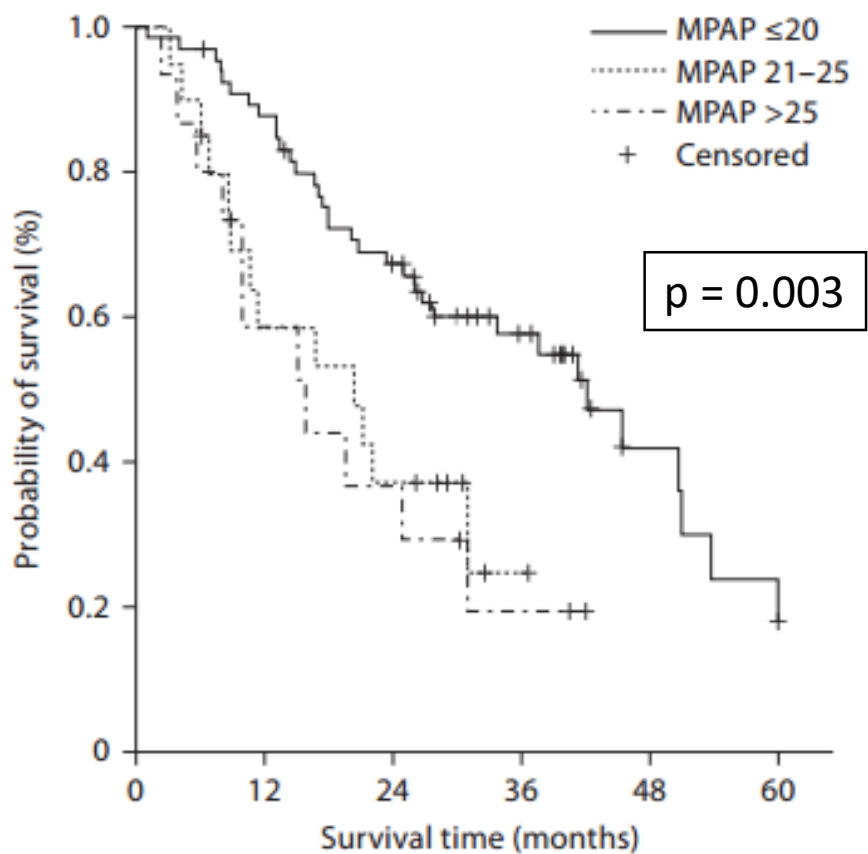 1.0
0.8
0.6
0.4
0.2
0
Probability of survival (%)
MPAP ≤20
MPAP 21–25
MPAP >25
+ Censored
p = 0.003
0 12 24 36 48 60
Survival time (months)